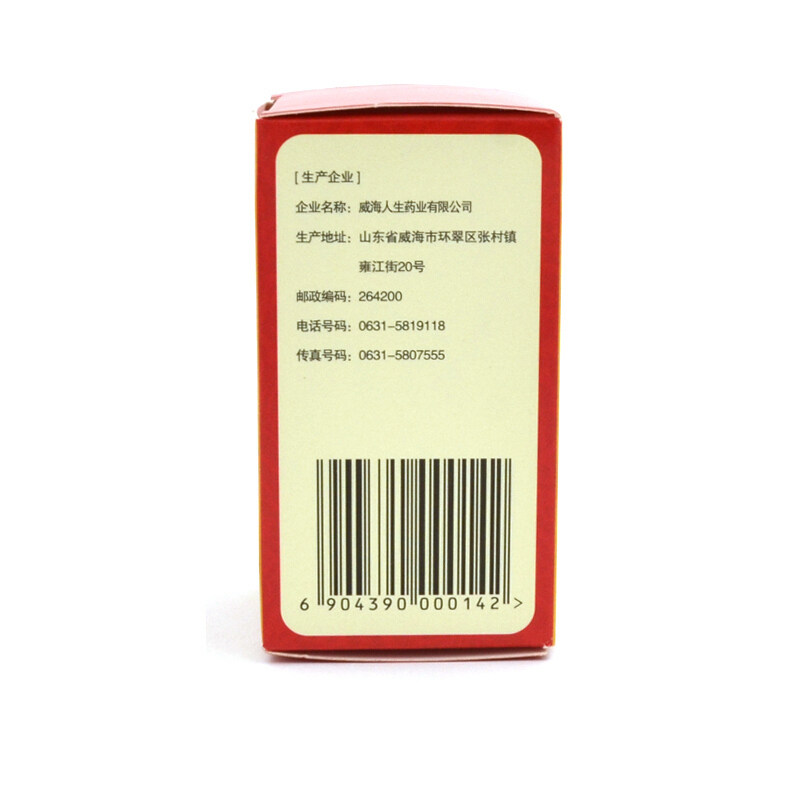 [ 生产企业 ]
企业名称：威海人生药业有限公司
生产地址：山东省威海市环翠区张村镇
雍江街20号
邮政编码：264200
电话号码：0631-5819118
传真号码：0631-5807555
6 904390 000142 >